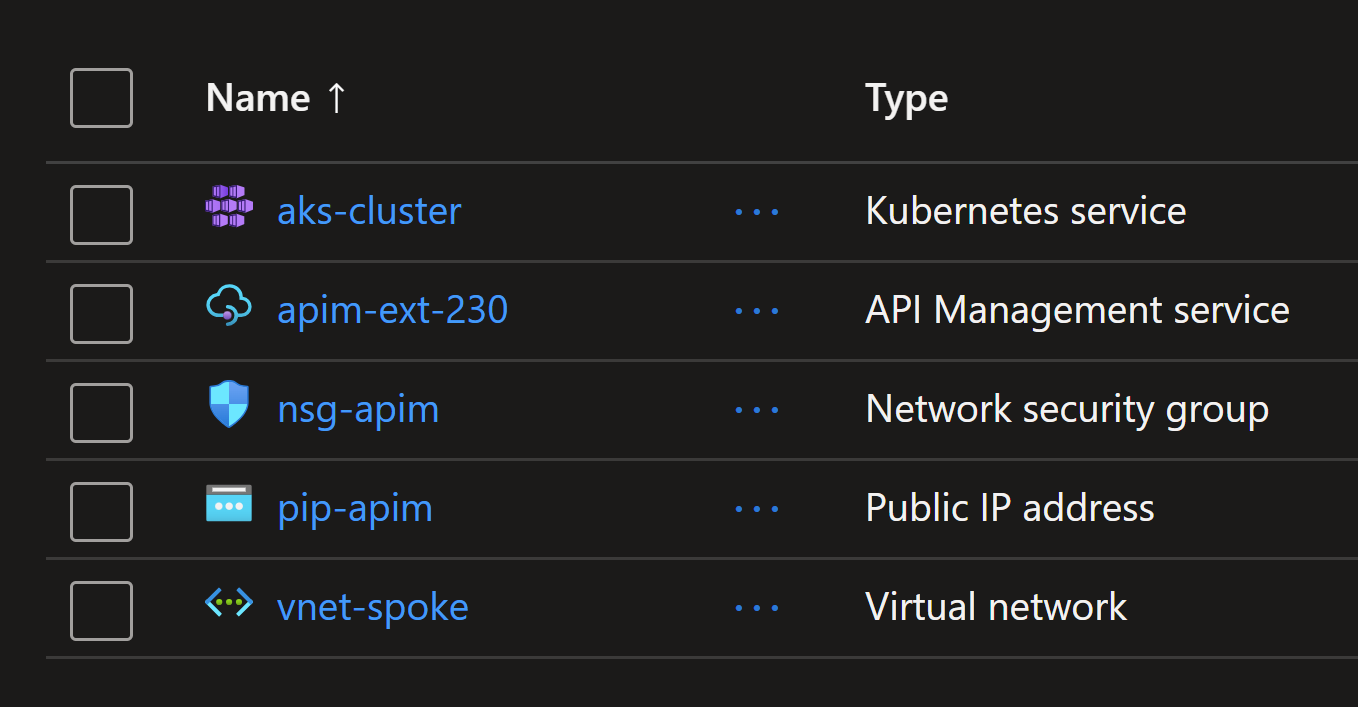 Name ↑ Type
aks-cluster ... Kubernetes service
apim-ext-230 ... API Management service
nsg-apim ... Network security group
pip-apim ... Public IP address
vnet-spoke ... Virtual network